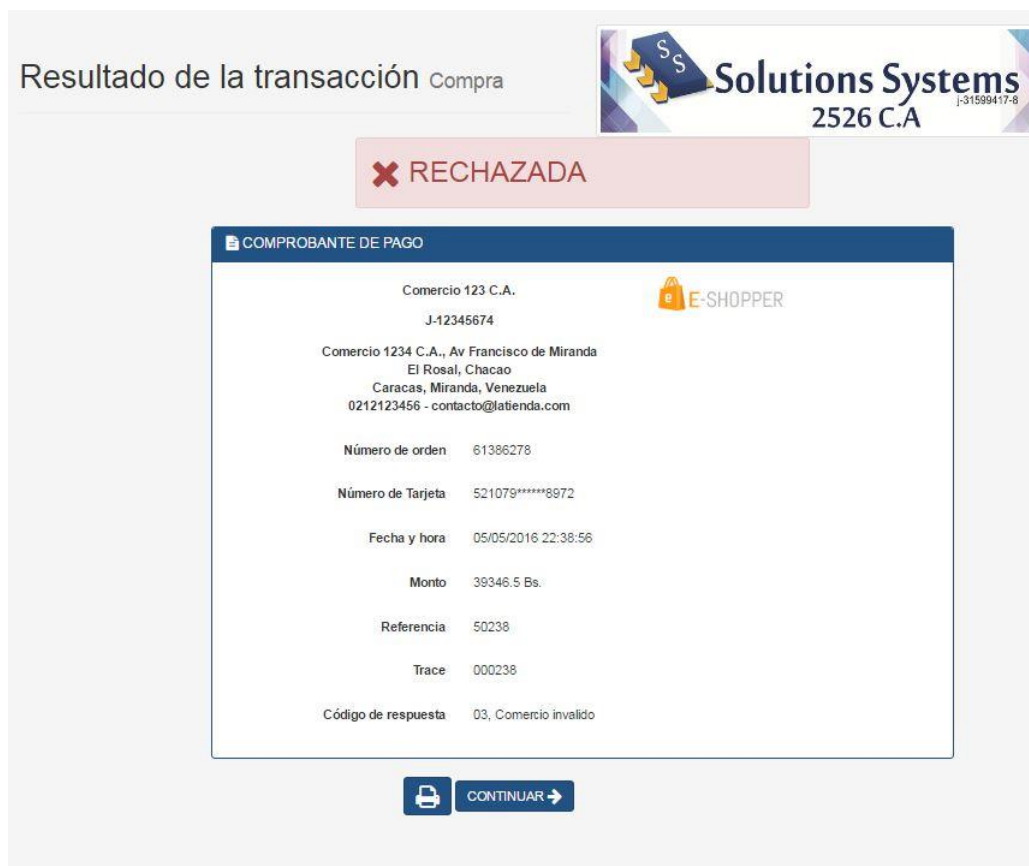 Resultado de la transacción Compra
S
S
Solutions Systems
j-31599417-8
2526 C.A
RECHAZADA
COMPROBANTE DE PAGO
Comercio 123 C.A.
e E-SHOPPER
J-12345674
Comercio 1234 C.A., Av Francisco de Miranda
El Rosal, Chacao
Caracas, Miranda, Venezuela
0212123456 - contacto@latienda.com
Número de orden 61386278
Número de Tarjeta 521079******8972
Fecha y hora 05/05/2016 22:38:56
Monto 39346.5 Bs.
Referencia 50238
Trace 000238
Código de respuesta 03, Comercio invalido
CONTINUAR